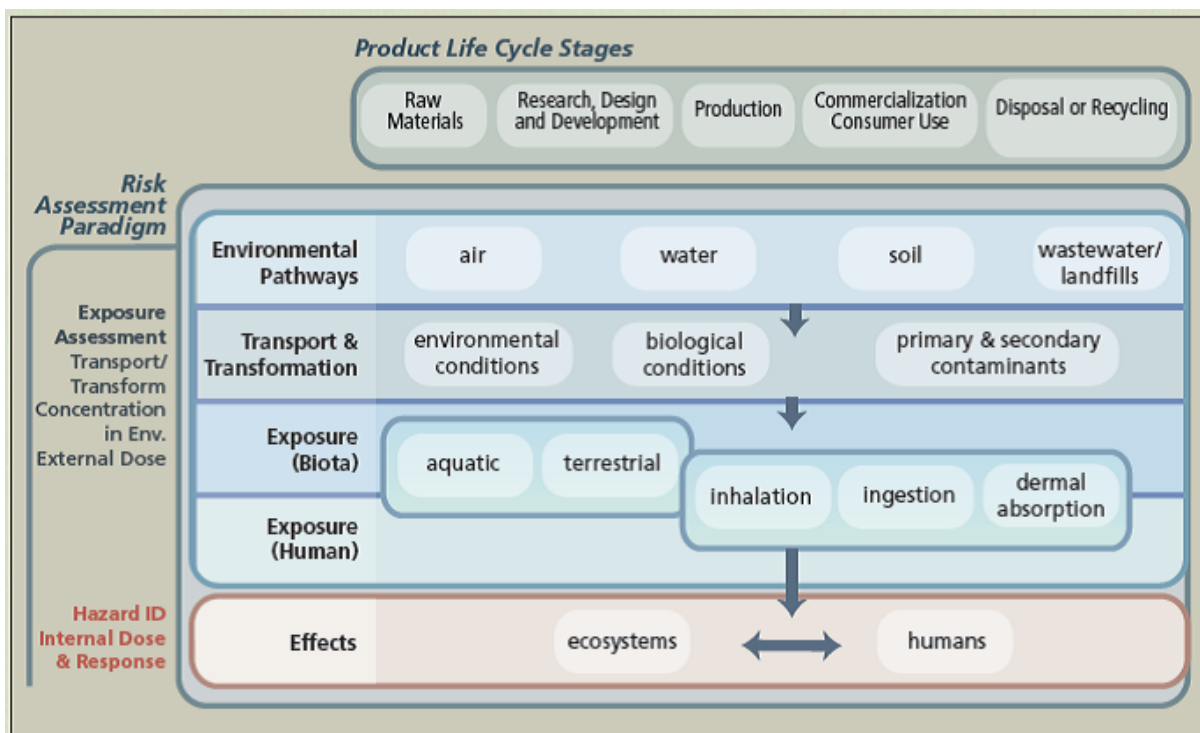 Product Life Cycle Stages
Raw
Materials
Research, Design
and Development
Production
Commercialization
Consumer Use
Disposal or Recycling
Risk
Assessment
Paradigm
Exposure
Assessment
Transport/
Transform
Concentration
in Env.
External Dose
Hazard ID
Internal Dose
& Response
Environmental
Pathways
air
water
soil
wastewater/
landfills
Transport &
Transformation
environmental
conditions
biological
conditions
primary & secondary
contaminants
Exposure
(Biota)
aquatic
terrestrial
inhalation
ingestion
dermal
absorption
Exposure
(Human)
Effects
ecosystems
humans